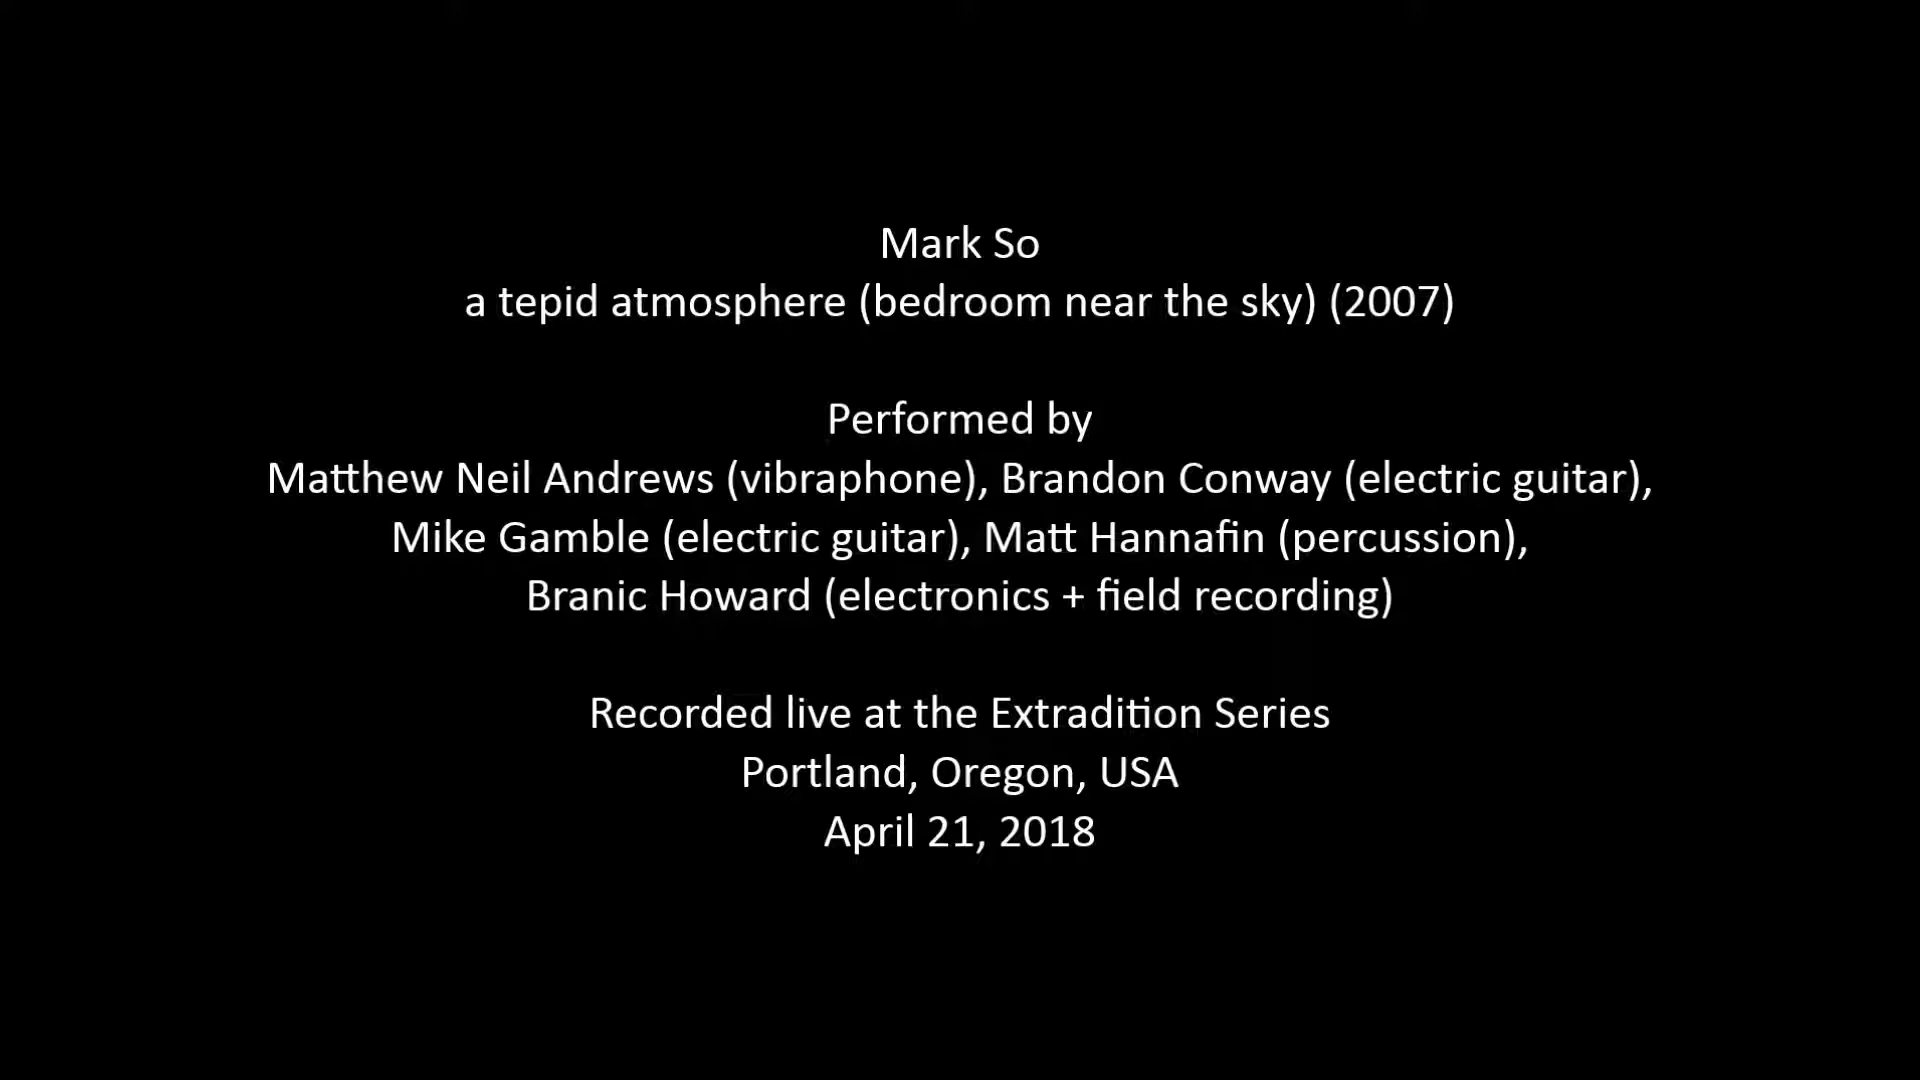 Mark So
a tepid atmosphere (bedroom near the sky) (2007)
Performed by
Matthew Neil Andrews (vibraphone), Brandon Conway (electric guitar),
Mike Gamble (electric guitar), Matt Hannafin (percussion),
Branic Howard (electronics + field recording)
Recorded live at the Extradition Series
Portland, Oregon, USA
April 21, 2018